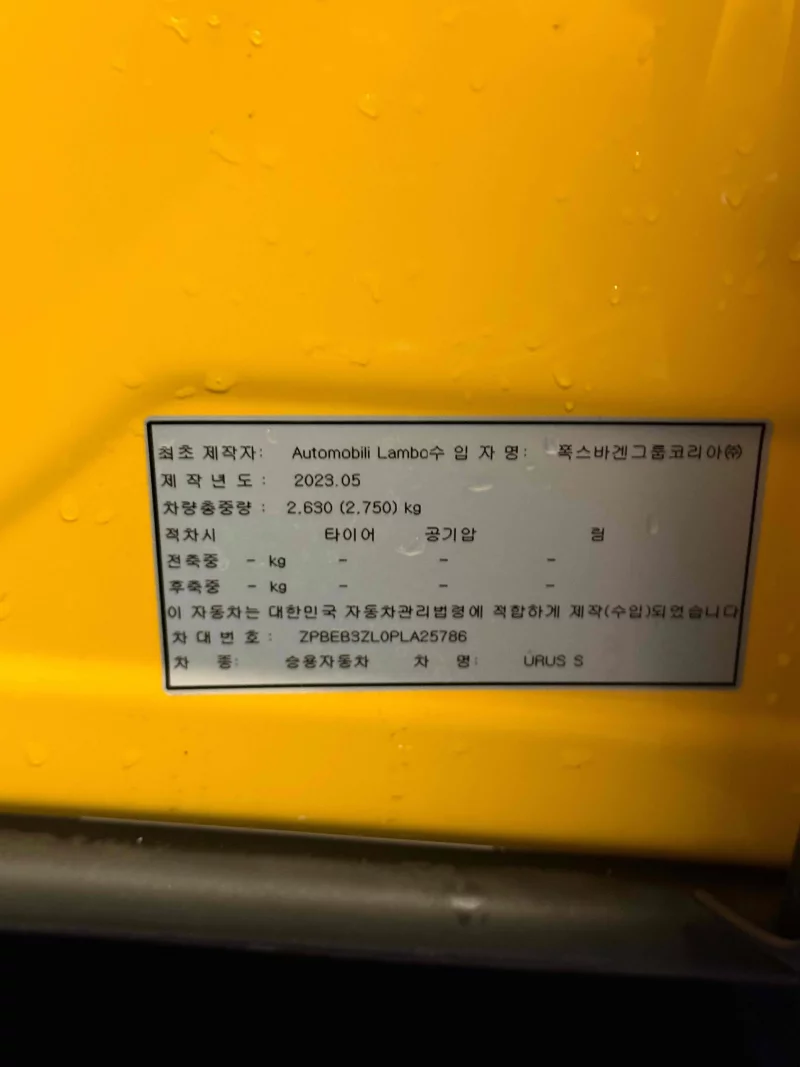 최초 제작자: Automobili Lambo수 입 자 명: 폭스바겐그룹코리아㈜
제 작 년 도 : 2023.05
차량총중량 : 2,630 (2,750) kg
적차시 타이어 공기압 림
전축중 - kg - - -
후축중 - kg - - -
이 자동차는 대한민국 자동차관리법령에 적합하게 제작(수입)되었습니다
차 대 번 호 : ZPBEB3ZL0PLA25786
차 종: 승용자동차 차 명: URUS S